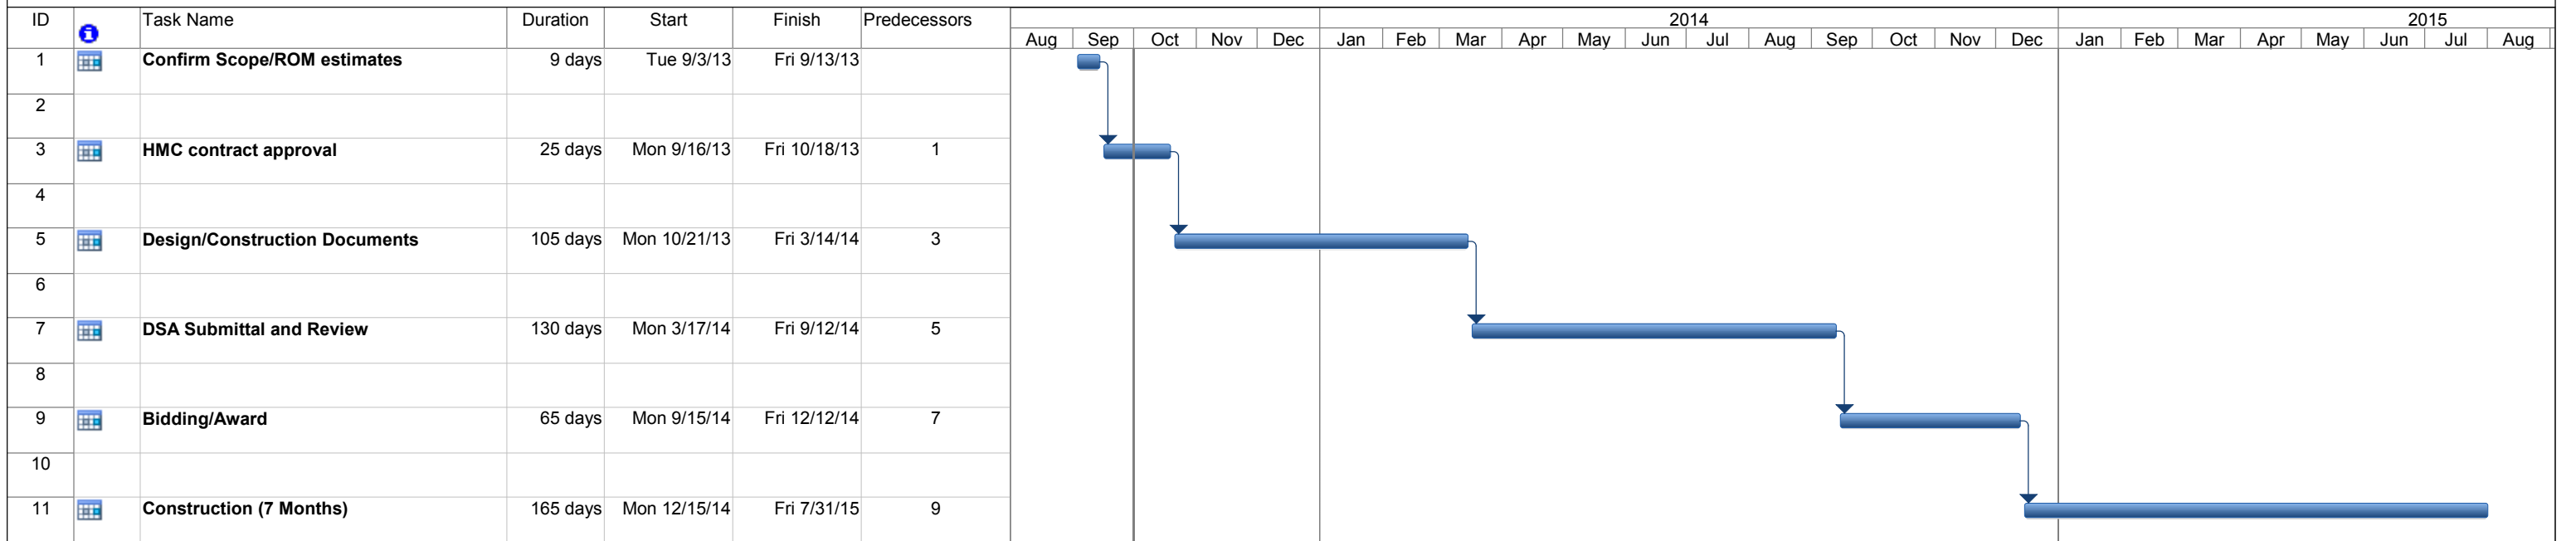 ID Task Name Duration Start Finish Predecessors 2014 2015
i Aug Sep Oct Nov Dec Jan Feb Mar Apr May Jun Jul Aug Sep Oct Nov Dec Jan Feb Mar Apr May Jun Jul Aug
1 Confirm Scope/ROM estimates 9 days Tue 9/3/13 Fri 9/13/13
2
3 HMC contract approval 25 days Mon 9/16/13 Fri 10/18/13 1
4
5 Design/Construction Documents 105 days Mon 10/21/13 Fri 3/14/14 3
6
7 DSA Submittal and Review 130 days Mon 3/17/14 Fri 9/12/14 5
8
9 Bidding/Award 65 days Mon 9/15/14 Fri 12/12/14 7
10
11 Construction (7 Months) 165 days Mon 12/15/14 Fri 7/31/15 9